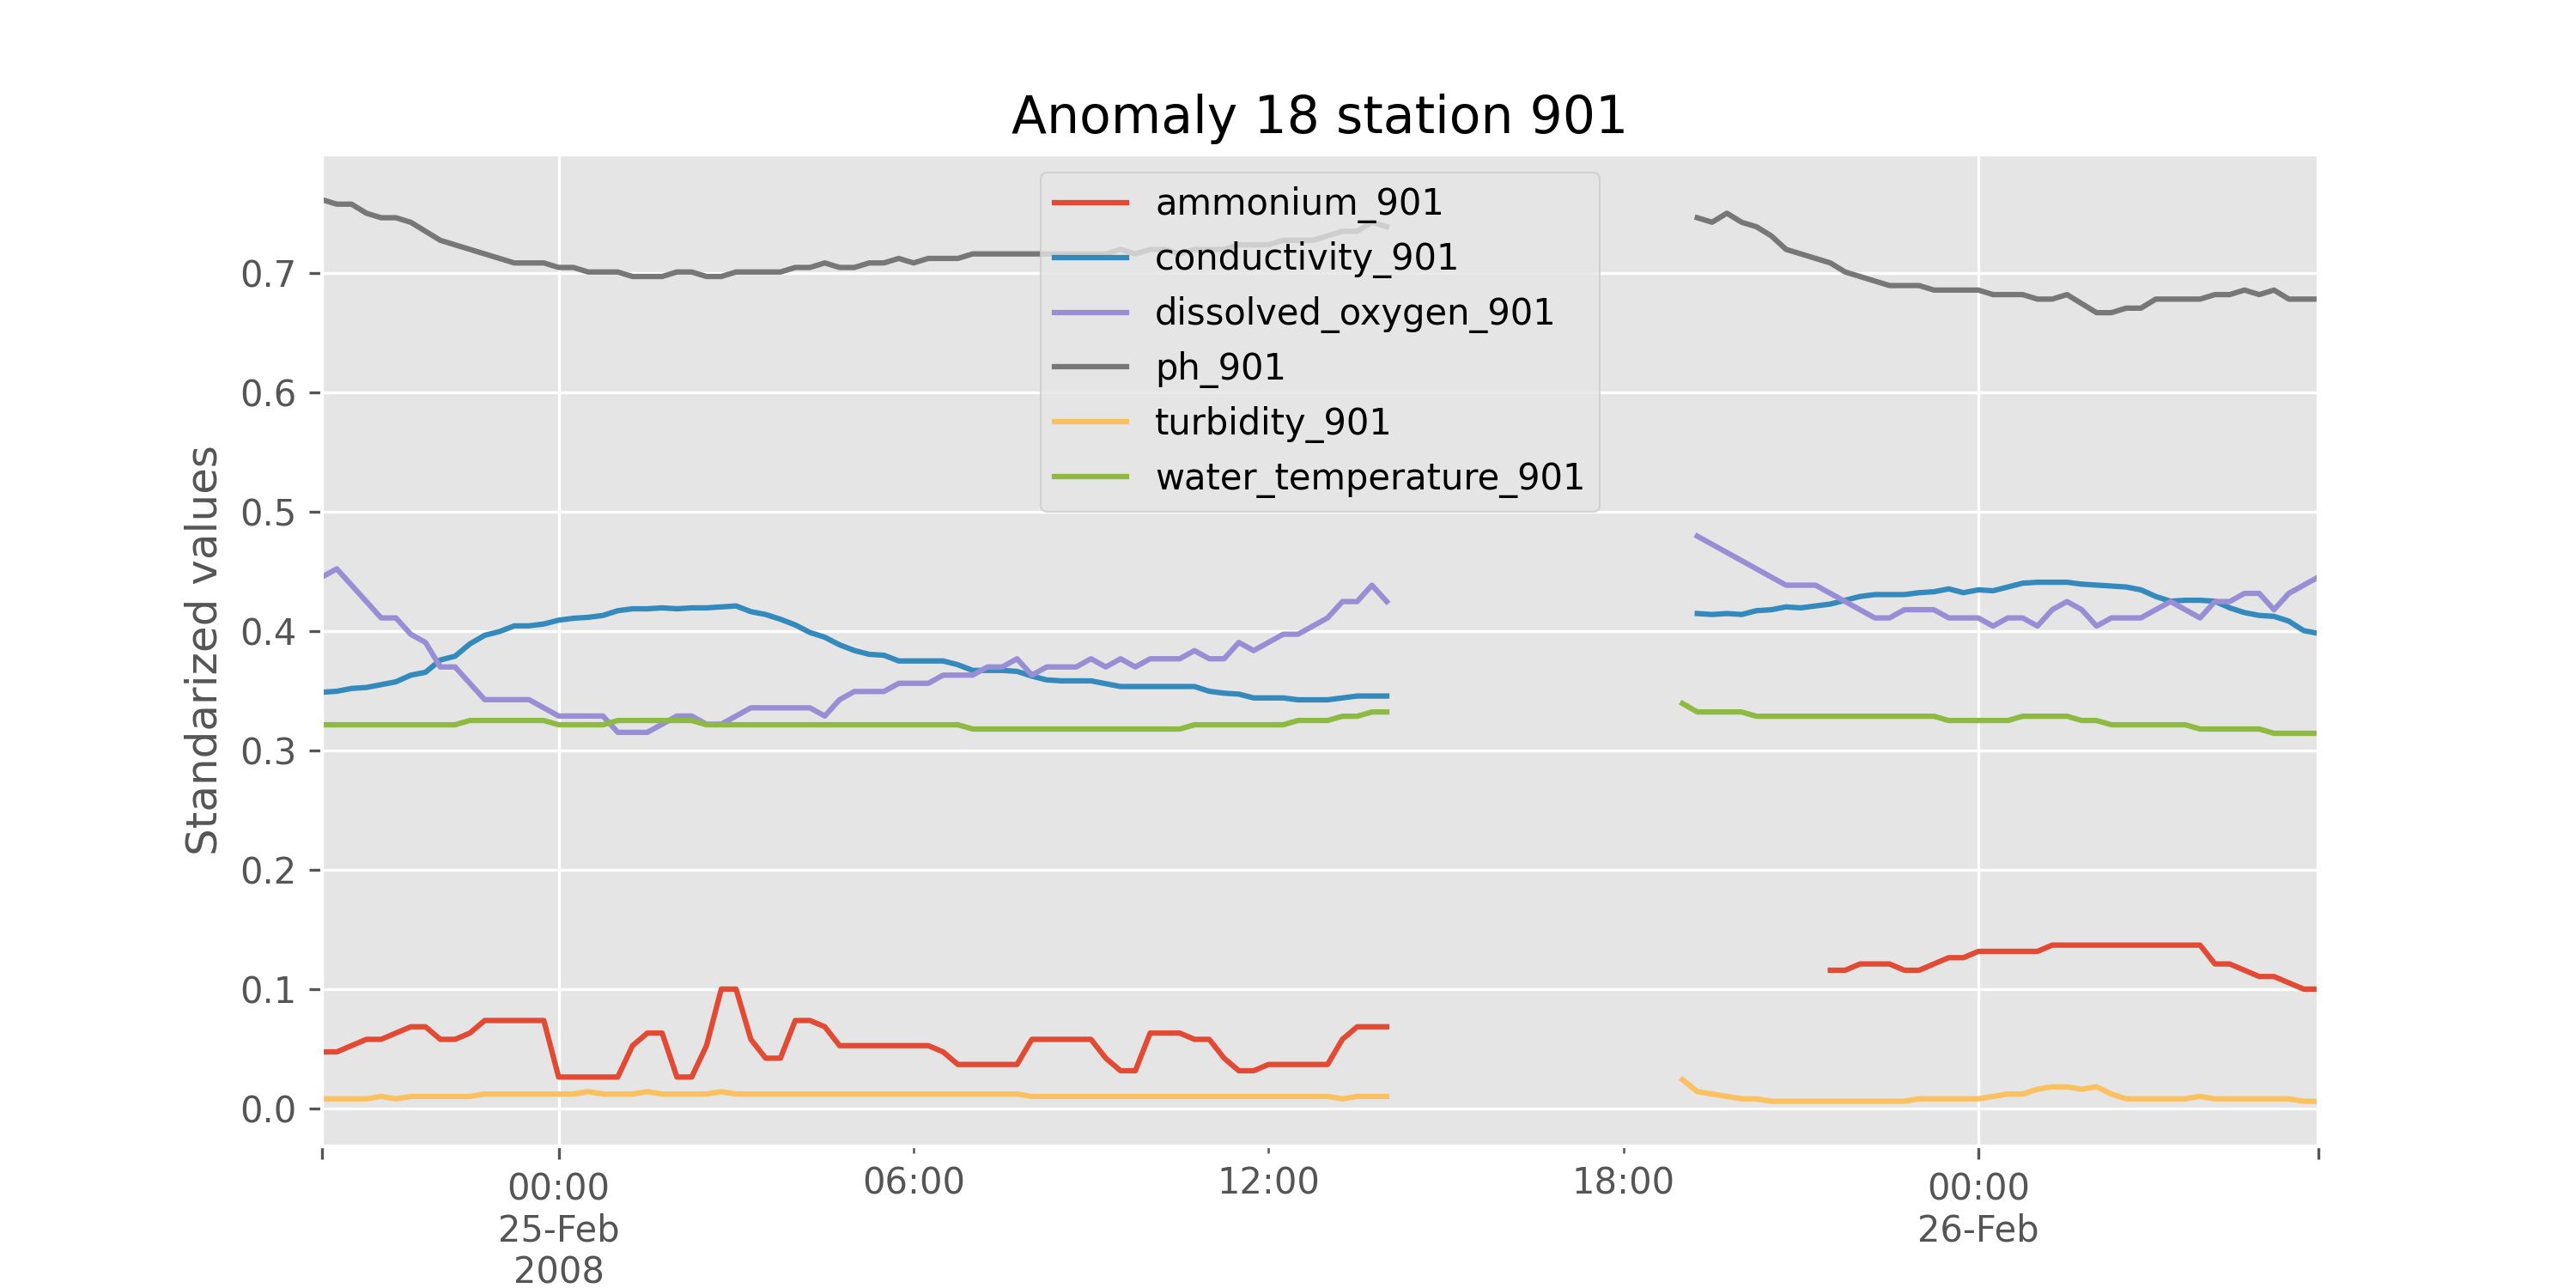 Anomaly 18 station 901
ammonium_901
conductivity_901
dissolved_oxygen_901
ph_901
turbidity_901
water_temperature_901
Standarized values
0.7
0.6
0.5
0.4
0.3
0.2
0.1
0.0
00:00
25-Feb
2008
06:00
12:00
18:00
00:00
26-Feb